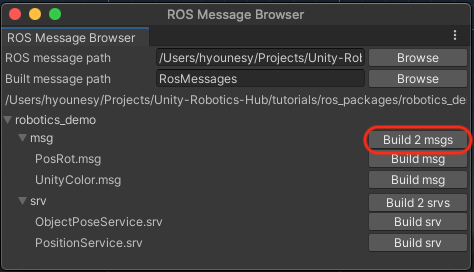 ROS Message Browser
ROS Message Browser
ROS message path /Users/hyounesy/Projects/Unity-Rob Browse
Built message path RosMessages Browse
/Users/hyounesy/Projects/Unity-Robotics-Hub/tutorials/ros_packages/robotics_de
robotics_demo
msg Build 2 msgs
PosRot.msg Build msg
UnityColor.msg Build msg
srv Build 2 srvs
ObjectPoseService.srv Build srv
PositionService.srv Build srv